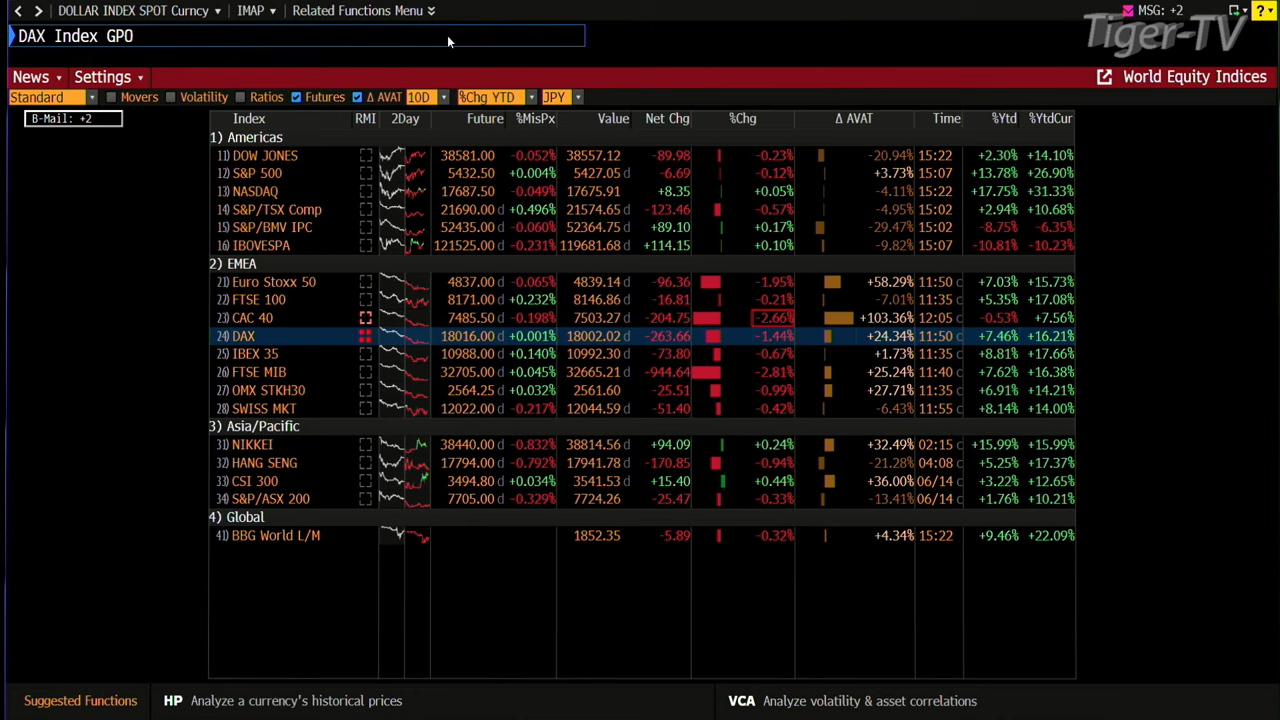 DOLLAR INDEX SPOT Curncy IMAP Related Functions Menu MSG: +2 ?
DAX Index GPO
Tiger-TV
News Settings World Equity Indices
Standard Movers Volatility Ratios Futures Δ AVAT 10D %Chg YTD JPY
B-Mail: +2
Index RMI 2Day Future %MisPx Value Net Chg %Chg Δ AVAT Time %Ytd %YtdCur
1) Americas
11) DOW JONES 38581.00 -0.052% 38557.12 -89.98 -0.23% -20.94% 15:22 +2.30% +14.10%
12) S&P 500 5432.50 +0.004% 5427.05 d -6.69 -0.12% +3.73% 15:07 +13.78% +26.90%
13) NASDAQ 17687.50 -0.049% 17675.91 +8.35 +0.05% -4.11% 15:22 +17.75% +31.33%
14) S&P/TSX Comp 21690.00 d +0.496% 21574.65 d -123.46 -0.57% -4.95% 15:02 +2.94% +10.68%
15) S&P/BMV IPC 52435.00 d -0.060% 52364.75 d +89.10 +0.17% -29.47% 15:02 -8.75% -6.35%
16) IBOVESPA 121525.00 d -0.231% 119681.68 d +114.15 +0.10% -9.82% 15:07 -10.81% -10.23%
2) EMEA
21) Euro Stoxx 50 4837.00 d -0.065% 4839.14 d -96.36 -1.95% +58.29% 11:50 c +7.03% +15.73%
22) FTSE 100 8171.00 d +0.232% 8146.86 d -16.81 -0.21% -7.01% 11:35 c +5.35% +17.08%
23) CAC 40 7485.50 d -0.198% 7503.27 d -204.75 -2.66% +103.36% 12:05 c -0.53% +7.56%
24) DAX 18016.00 d +0.001% 18002.02 d -263.66 -1.44% +24.34% 11:50 c +7.46% +16.21%
25) IBEX 35 10988.00 d +0.140% 10992.30 d -73.80 -0.67% +1.73% 11:35 c +8.81% +17.66%
26) FTSE MIB 32705.00 d +0.045% 32665.21 d -944.64 -2.81% +25.24% 11:40 c +7.62% +16.38%
27) OMX STKH30 2564.25 d +0.032% 2561.60 d -25.51 -0.99% +27.71% 11:35 c +6.91% +14.21%
28) SWISS MKT 12022.00 d -0.217% 12044.59 d -51.40 -0.42% -6.43% 11:55 c +8.14% +14.00%
3) Asia/Pacific
31) NIKKEI 38440.00 d -0.832% 38814.56 d +94.09 +0.24% +32.49% 02:15 c +15.99% +15.99%
32) HANG SENG 17794.00 d -0.792% 17941.78 d -170.85 -0.94% -21.28% 04:08 c +5.25% +17.37%
33) CSI 300 3494.80 d +0.034% 3541.53 d +15.40 +0.44% +36.00% 06/14 c +3.22% +12.65%
34) S&P/ASX 200 7705.00 d -0.329% 7724.26 -25.47 -0.33% -13.41% 06/14 c +1.76% +10.21%
4) Global
41) BBG World L/M 1852.35 -5.89 -0.32% +4.34% 15:22 +9.46% +22.09%
Suggested Functions HP Analyze a currency's historical prices VCA Analyze volatility & asset correlations